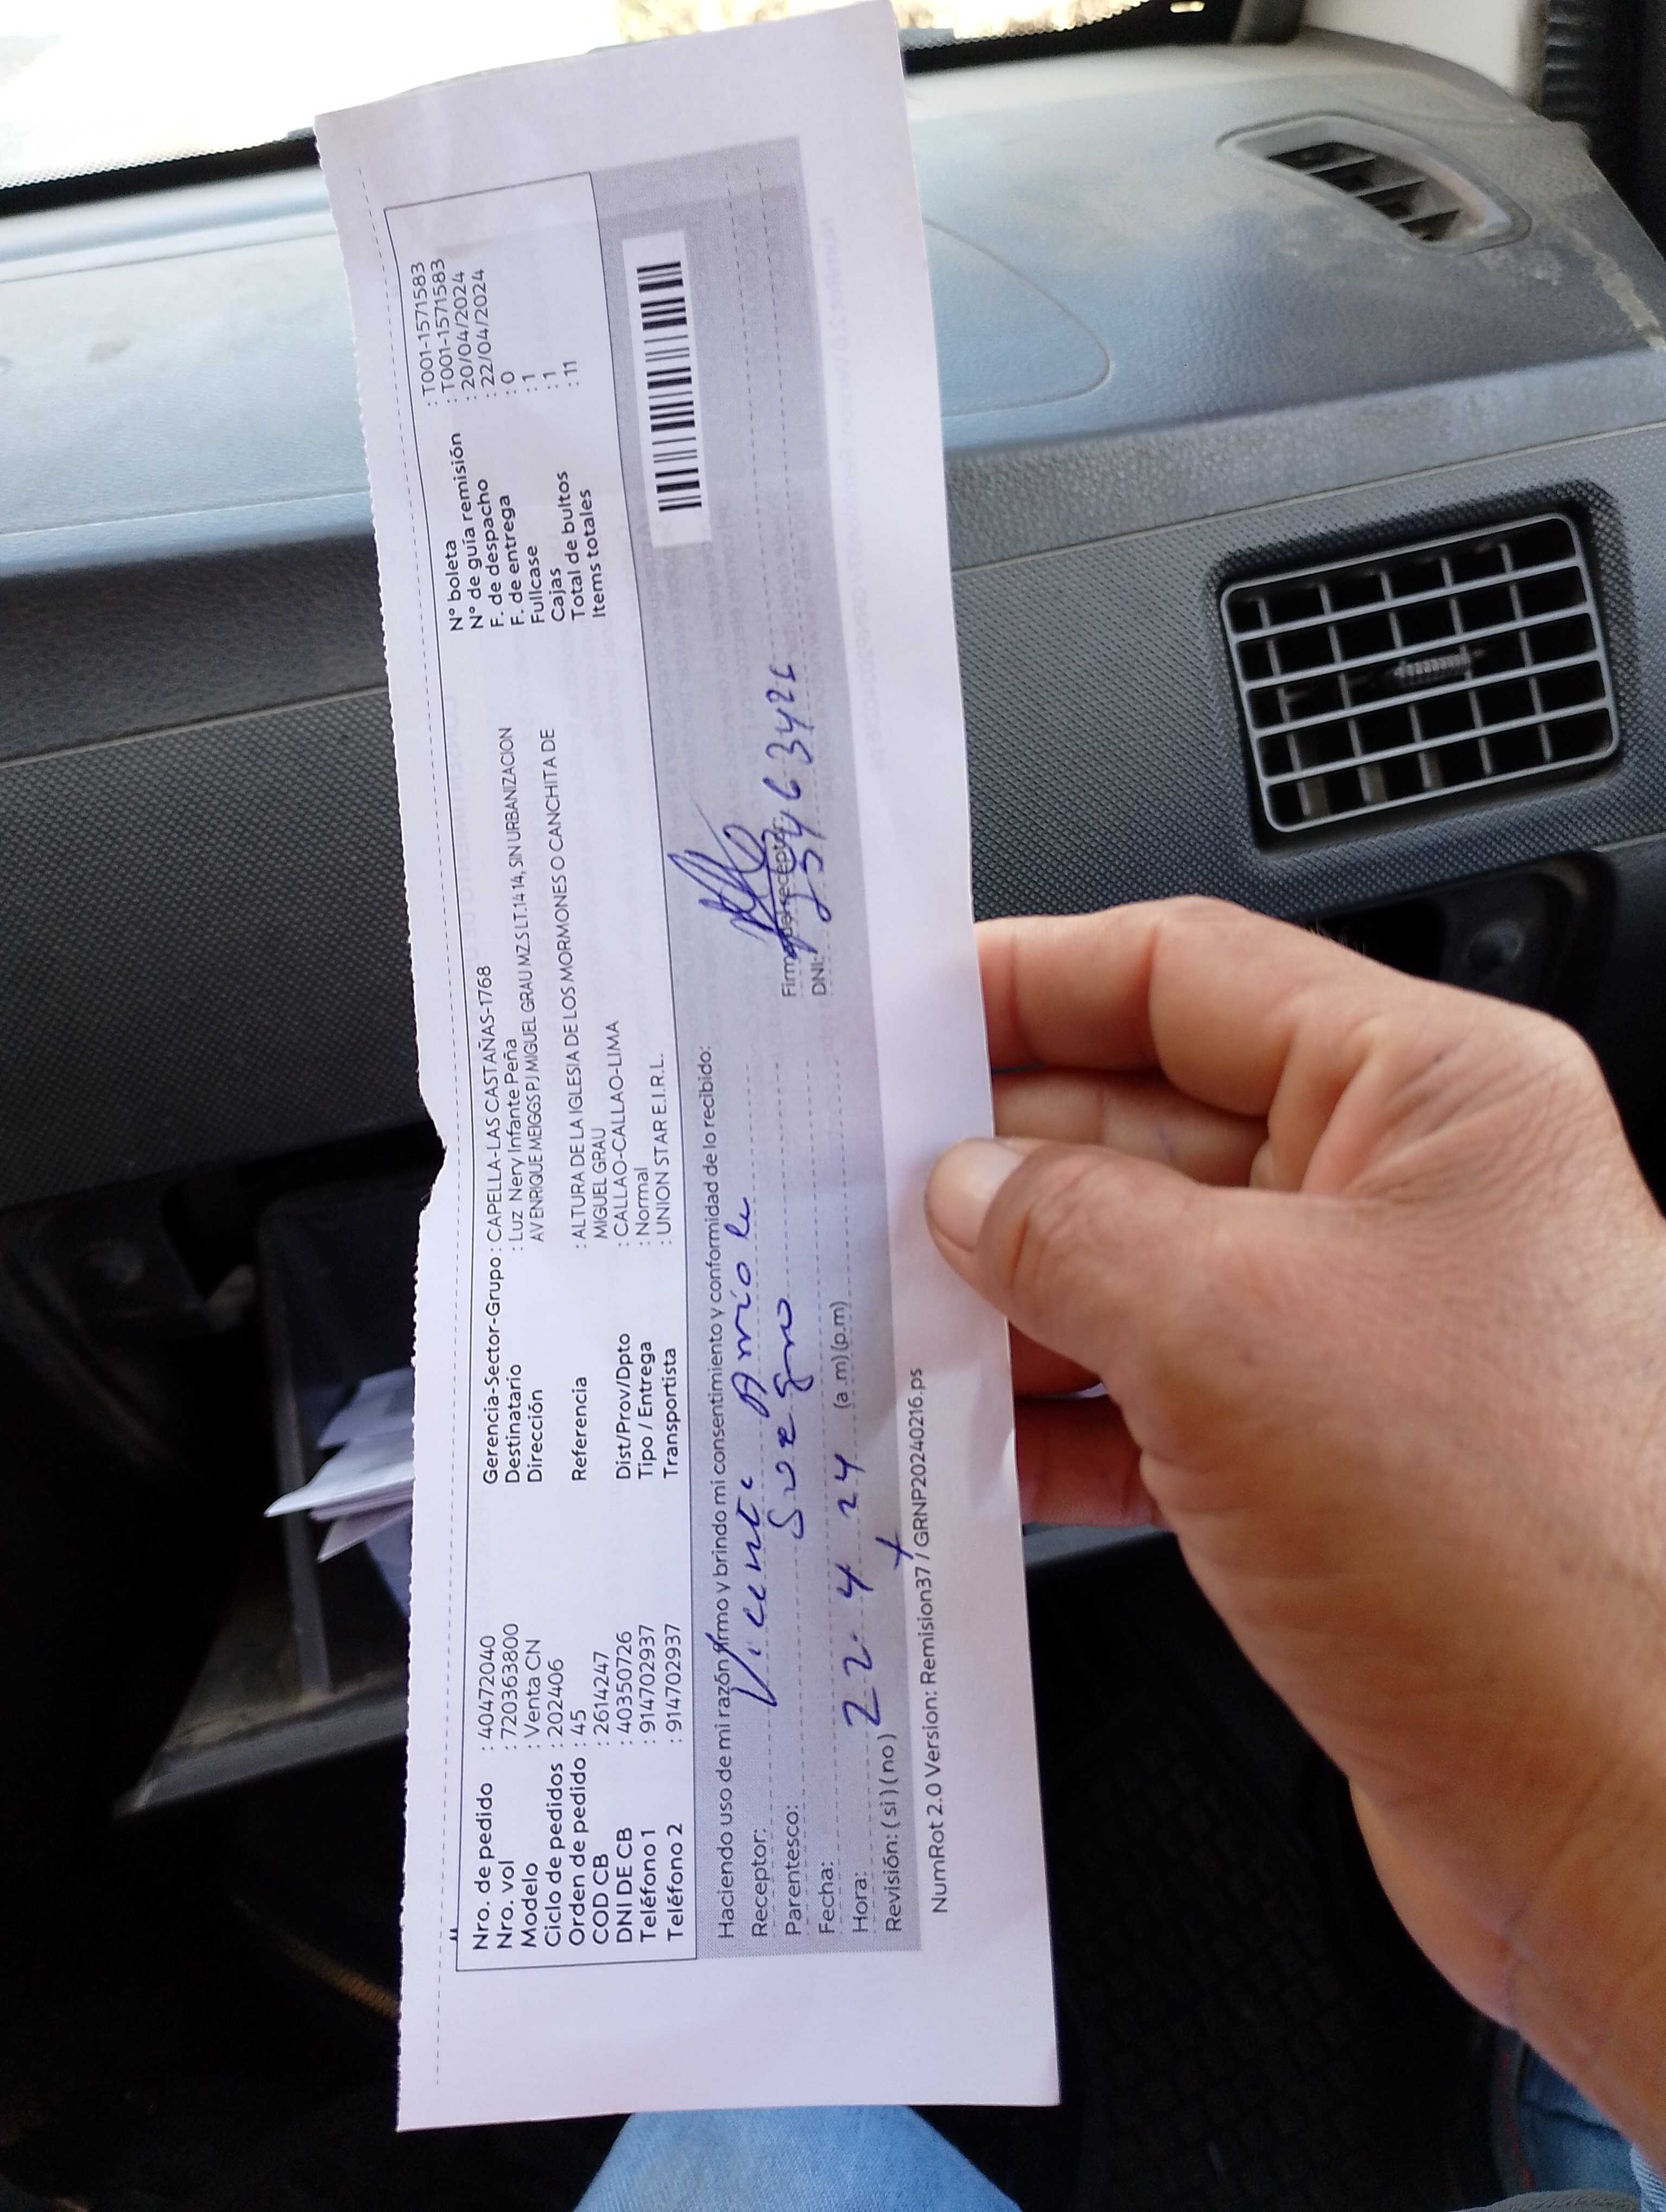 Nro. de pedido : 40472040
Nro. vol : 720363800
Modelo : Venta CN
Ciclo de pedidos : 202406
Orden de pedido : 45
COD CB : 2614247
DNI DE CB : 40350726
Teléfono 1 : 914702937
Teléfono 2 : 914702937
Gerencia-Sector-Grupo : CAPELLA-LAS CASTAÑAS-1768
Destinatario : Luz Nery Infante Peña
Dirección AV ENRIQUE MEIGGS PJ MIGUEL GRAU MZ.S LT.14 14, SIN URBANIZACION
Referencia : ALTURA DE LA IGLESIA DE LOS MORMONES O CANCHITA DE
MIGUEL GRAU
Dist/Prov/Dpto : CALLAO-CALLAO-LIMA
Tipo / Entrega : Normal
Transportista : UNION STAR E.I.R.L.
N° boleta : T001-1571583
N° de guía remisión : T001-1571583
F. de despacho : 20/04/2024
F. de entrega : 22/04/2024
Fullcase : 0
Cajas : 1
Total de bultos : 1
Items totales : 11
Haciendo uso de mi razón firmo y brindo mi consentimiento y conformidad de lo recibido:
Receptor: Vicente
Parentesco: Suegro
Firma del receptor
Fecha: 22 4 24
DNI:
Hora: (a.m) (p.m)
Revisión: ( si ) ( no )
NumRot 2.0 Version: Remision37 / GRNP20240216.ps